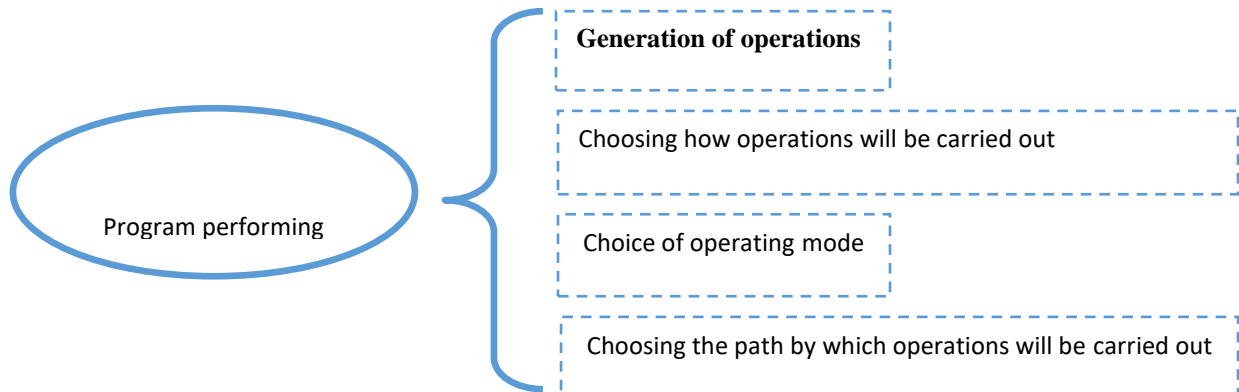 Generation of operations
Choosing how operations will be carried out
Program performing
Choice of operating mode
Choosing the path by which operations will be carried out